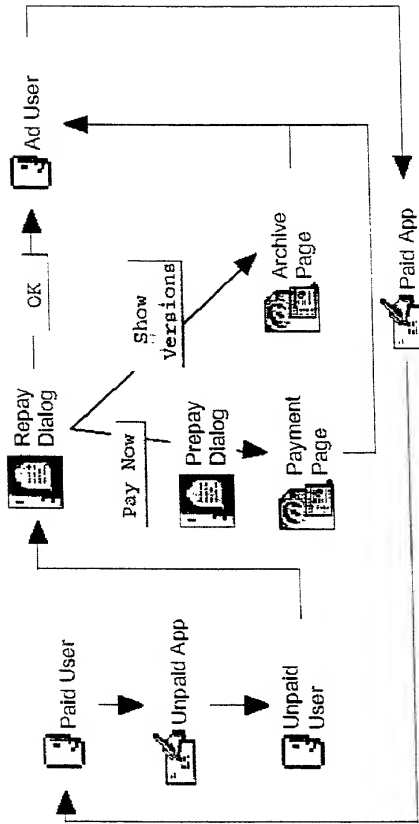 Paid User
Unpaid App
Unpaid
User
Repay
Dialog
OK
Ad User
Pay Now
Show
Versions
Prepay
Dialog
Payment
Page
Archive
Page
Paid App